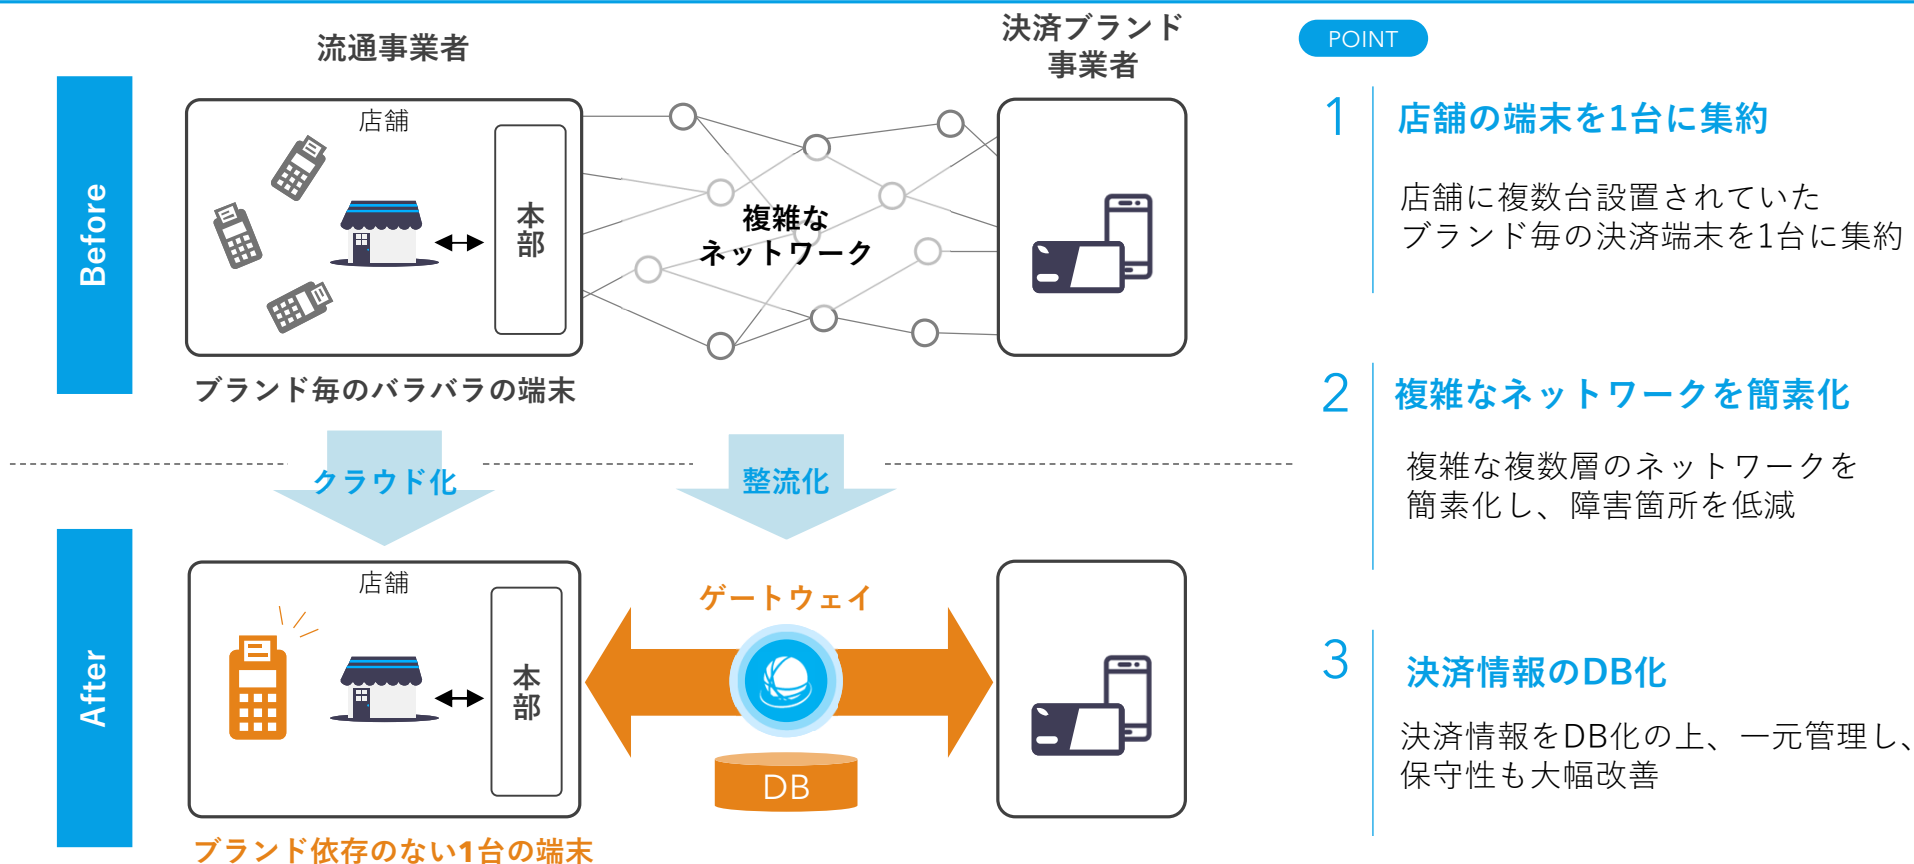 流通事業者
決済ブランド
事業者
Before
店舗
本部
複雑な
ネットワーク
ブランド毎のバラバラの端末
クラウド化
整流化
After
店舗
本部
ゲートウェイ
DB
ブランド依存のない1台の端末
POINT
1
店舗の端末を1台に集約
店舗に複数台設置されていた
ブランド毎の決済端末を1台に集約
2
複雑なネットワークを簡素化
複雑な複数層のネットワークを
簡素化し、障害箇所を低減
3
決済情報のDB化
決済情報をDB化の上、一元管理し、
保守性も大幅改善